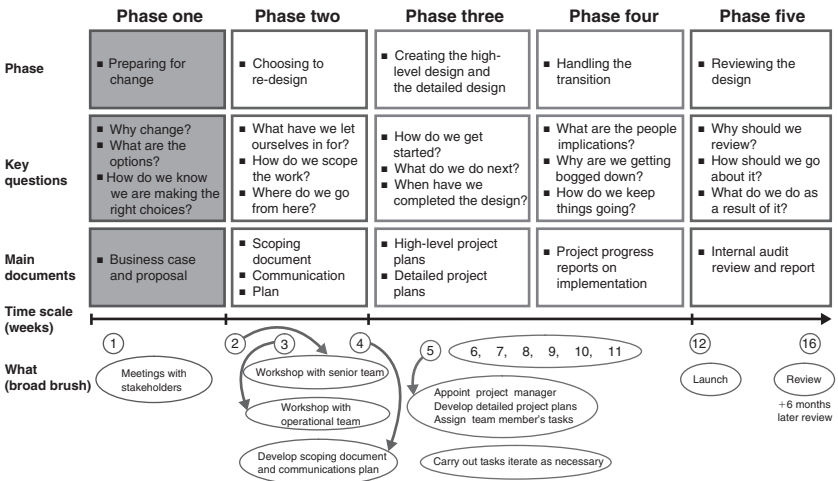 Phase one
Phase two
Phase three
Phase four
Phase five
Phase
▪ Preparing for
change
▪ Choosing to
re-design
▪ Creating the high-
level design and
the detailed design
▪ Handling the
transition
▪ Reviewing the
design
Key
questions
▪ Why change?
▪ What are the
options?
▪ How do we know
we are making the
right choices?
▪ What have we let
ourselves in for?
▪ How do we scope
the work?
▪ Where do we go
from here?
▪ How do we get
started?
▪ What do we do next?
▪ When have we
completed the design?
▪ What are the people
implications?
▪ Why are we getting
bogged down?
▪ How do we keep
things going?
▪ Why should we
review?
▪ How should we go
about it?
▪ What do we do as
a result of it?
Main
documents
▪ Business case
and proposal
▪ Scoping
document
▪ Communication
▪ Plan
▪ High-level project
plans
▪ Detailed project
plans
▪ Project progress
reports on
implementation
▪ Internal audit
review and report
Time scale
(weeks)
What
(broad brush)
1
Meetings with
stakeholders
2
3
4
Workshop with senior team
Workshop with
operational team
Develop scoping document
and communications plan
5
6, 7, 8, 9, 10, 11
Appoint project manager
Develop detailed project plans
Assign team member's tasks
Carry out tasks iterate as necessary
12
Launch
16
Review
+6 months
later review